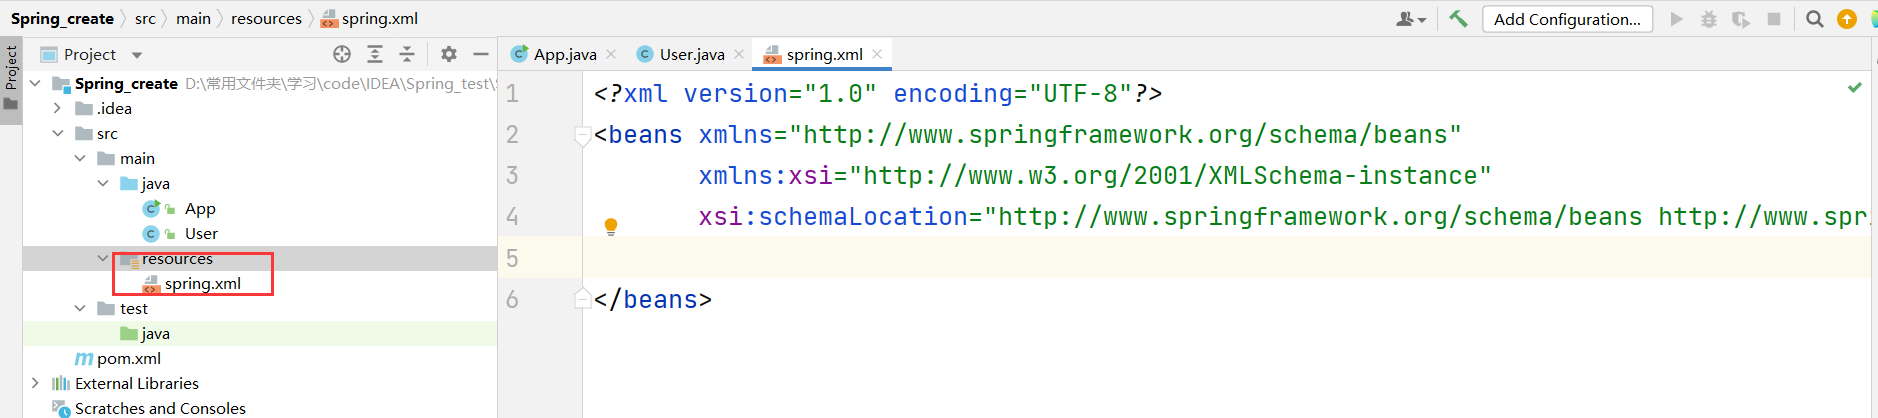 Spring_create > src > main > resources > spring.xml
Add Configuration...
Project
Project
App.java
User.java
spring.xml
Spring_create D:\常用文件夹\学习\code\IDEA\Spring_test\S
.idea
src
main
java
App
User
resources
spring.xml
test
java
pom.xml
External Libraries
Scratches and Consoles
1 <?xml version="1.0" encoding="UTF-8"?>
2 <beans xmlns="http://www.springframework.org/schema/beans"
3 xmlns:xsi="http://www.w3.org/2001/XMLSchema-instance"
4 xsi:schemaLocation="http://www.springframework.org/schema/beans http://www.spr
5
6 </beans>